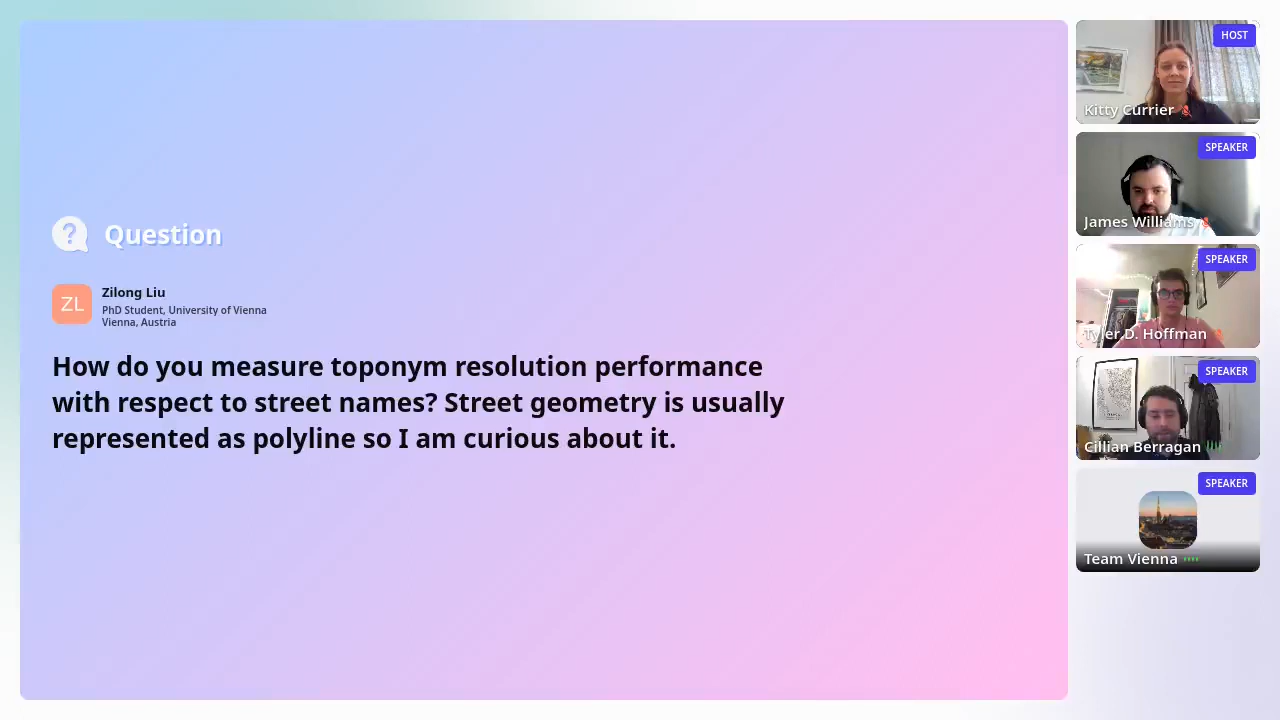 Question
ZL
Zilong Liu
PhD Student, University of Vienna
Vienna, Austria
How do you measure toponym resolution performance
with respect to street names? Street geometry is usually
represented as polyline so I am curious about it.
HOST
Kitty Currier
SPEAKER
James Williams
SPEAKER
Tyler D. Hoffman
SPEAKER
Cillian Berragan
SPEAKER
Team Vienna